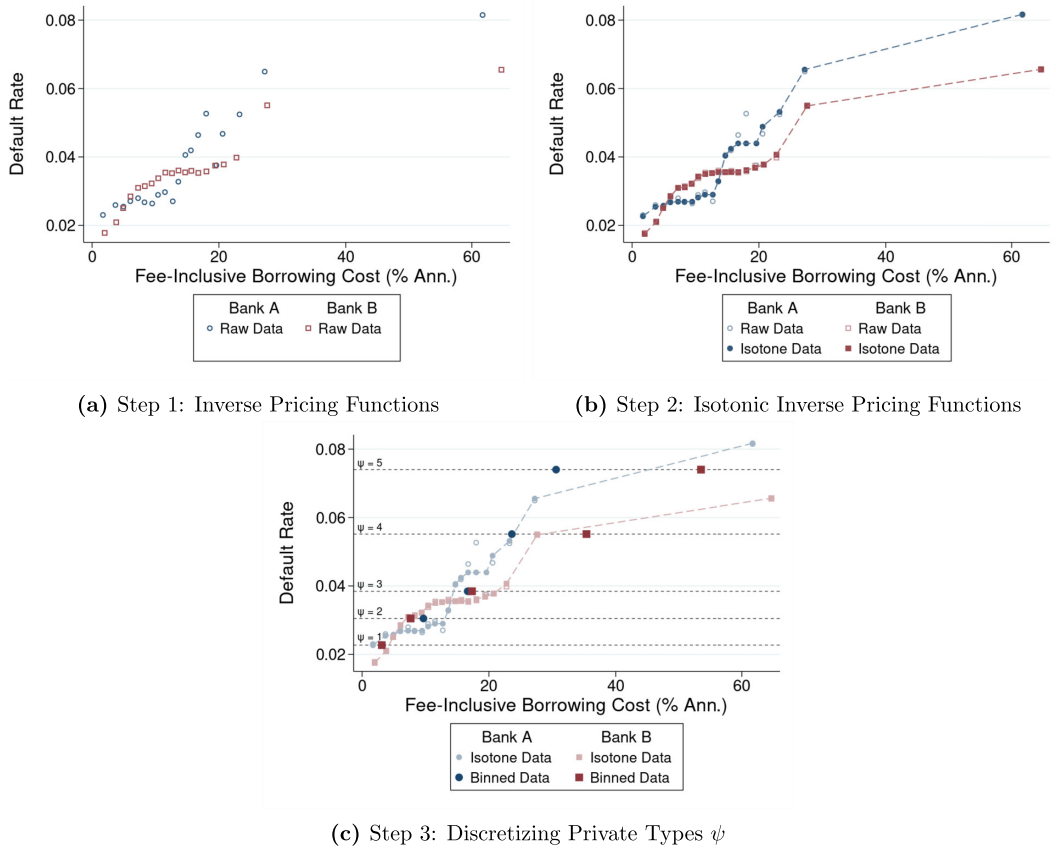 Default Rate
0.08
0.06
0.04
0.02
0 20 40 60
Fee-Inclusive Borrowing Cost (% Ann.)
Bank A Bank B
Raw Data Raw Data
(a) Step 1: Inverse Pricing Functions
Default Rate
0.08
0.06
0.04
0.02
0 20 40 60
Fee-Inclusive Borrowing Cost (% Ann.)
Bank A Bank B
Raw Data Raw Data
Isotone Data Isotone Data
(b) Step 2: Isotonic Inverse Pricing Functions
Default Rate
0.08
ψ = 5
0.06
ψ = 4
0.04
ψ = 3
ψ = 2
ψ = 1
0.02
0 20 40 60
Fee-Inclusive Borrowing Cost (% Ann.)
Bank A Bank B
Isotone Data Isotone Data
Binned Data Binned Data
(c) Step 3: Discretizing Private Types ψ